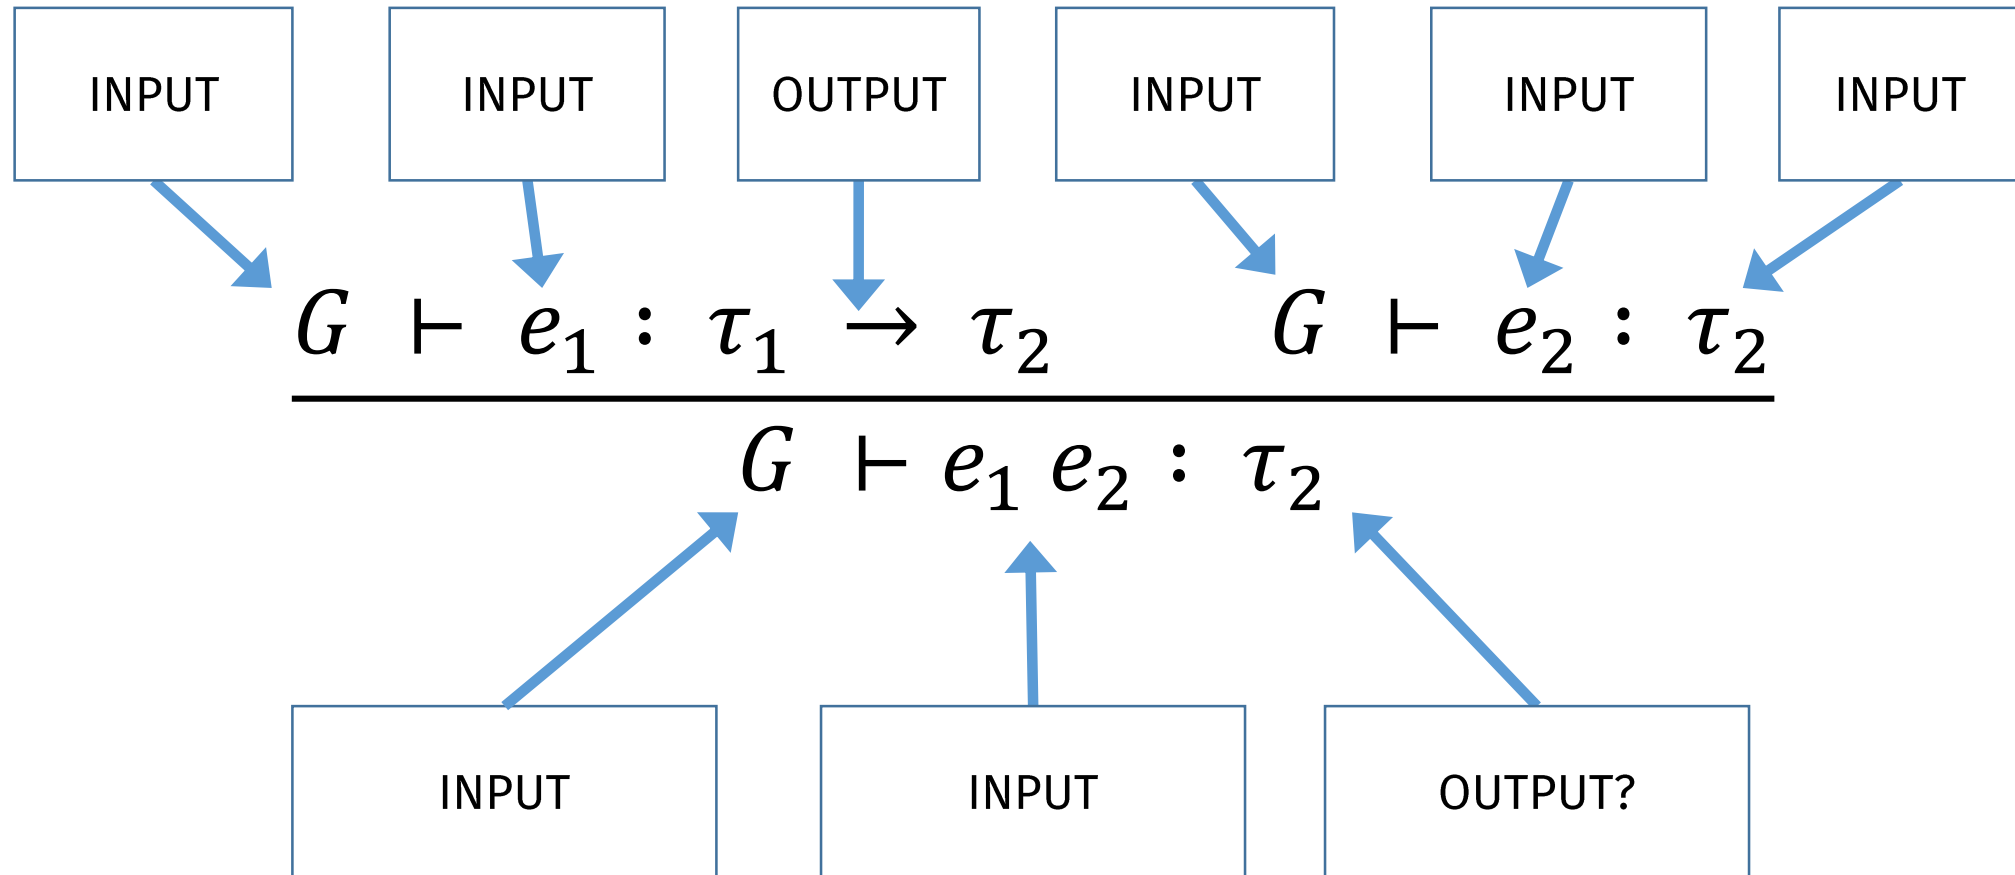 INPUT INPUT OUTPUT INPUT INPUT INPUT
G ⊢ e₁ : τ₁ → τ₂ G ⊢ e₂ : τ₂
G ⊢ e₁ e₂ : τ₂
INPUT INPUT OUTPUT?